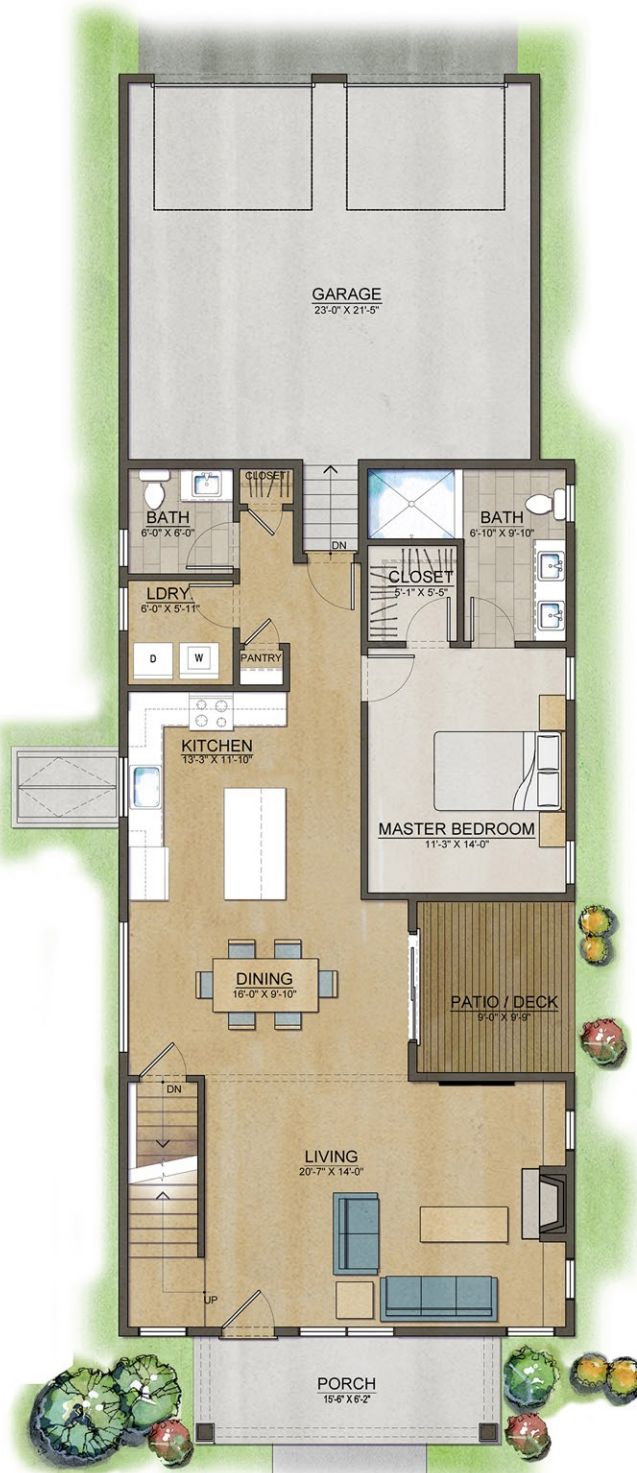 GARAGE
23'-0" X 21'-5"
CLOSET
BATH
6'-0" X 6'-0"
BATH
6'-10" X 9'-10"
DN
CLOSET
5'-1" X 5'-5"
LDRY
6'-0" X 5'-11"
D
W
PANTRY
KITCHEN
13'-3" X 11'-10"
MASTER BEDROOM
11'-3" X 14'-0"
DINING
16'-0" X 9'-10"
PATIO / DECK
9'-0" X 9'-9"
DN
LIVING
20'-7" X 14'-0"
UP
PORCH
15'-6" X 6'-2"